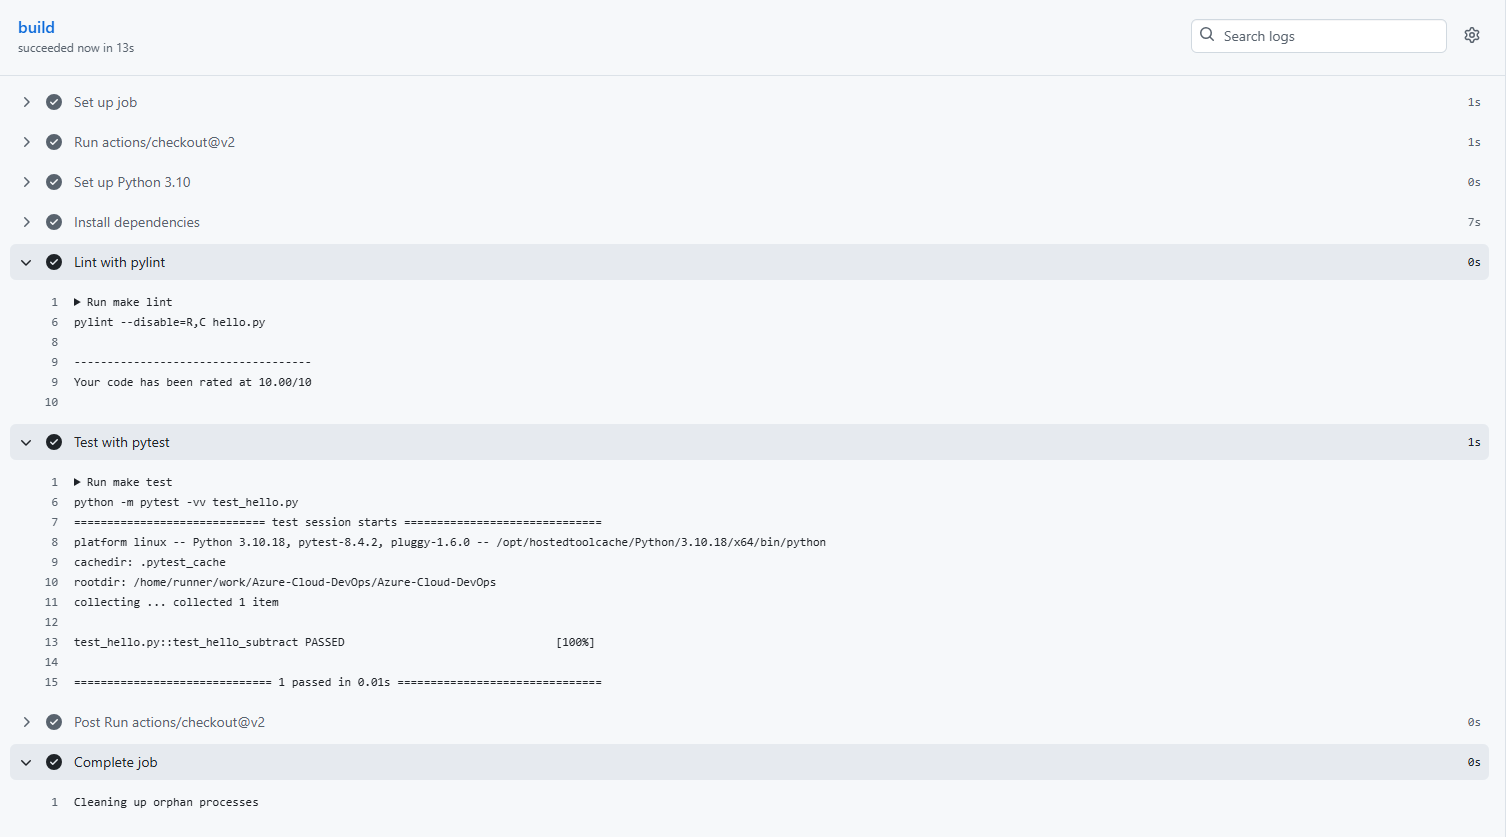 build
succeeded now in 13s
Search logs
Set up job 1s
Run actions/checkout@v2 1s
Set up Python 3.10 0s
Install dependencies 7s
Lint with pylint 0s
1 ▶ Run make lint
6 pylint --disable=R,C hello.py
8
9 ------------------------------------
9 Your code has been rated at 10.00/10
10
Test with pytest 1s
1 ▶ Run make test
6 python -m pytest -vv test_hello.py
7 ============================= test session starts ==============================
8 platform linux -- Python 3.10.18, pytest-8.4.2, pluggy-1.6.0 -- /opt/hostedtoolcache/Python/3.10.18/x64/bin/python
9 cachedir: .pytest_cache
10 rootdir: /home/runner/work/Azure-Cloud-DevOps/Azure-Cloud-DevOps
11 collecting ... collected 1 item
12
13 test_hello.py::test_hello_subtract PASSED [100%]
14
15 ============================== 1 passed in 0.01s ===============================
Post Run actions/checkout@v2 0s
Complete job 0s
1 Cleaning up orphan processes